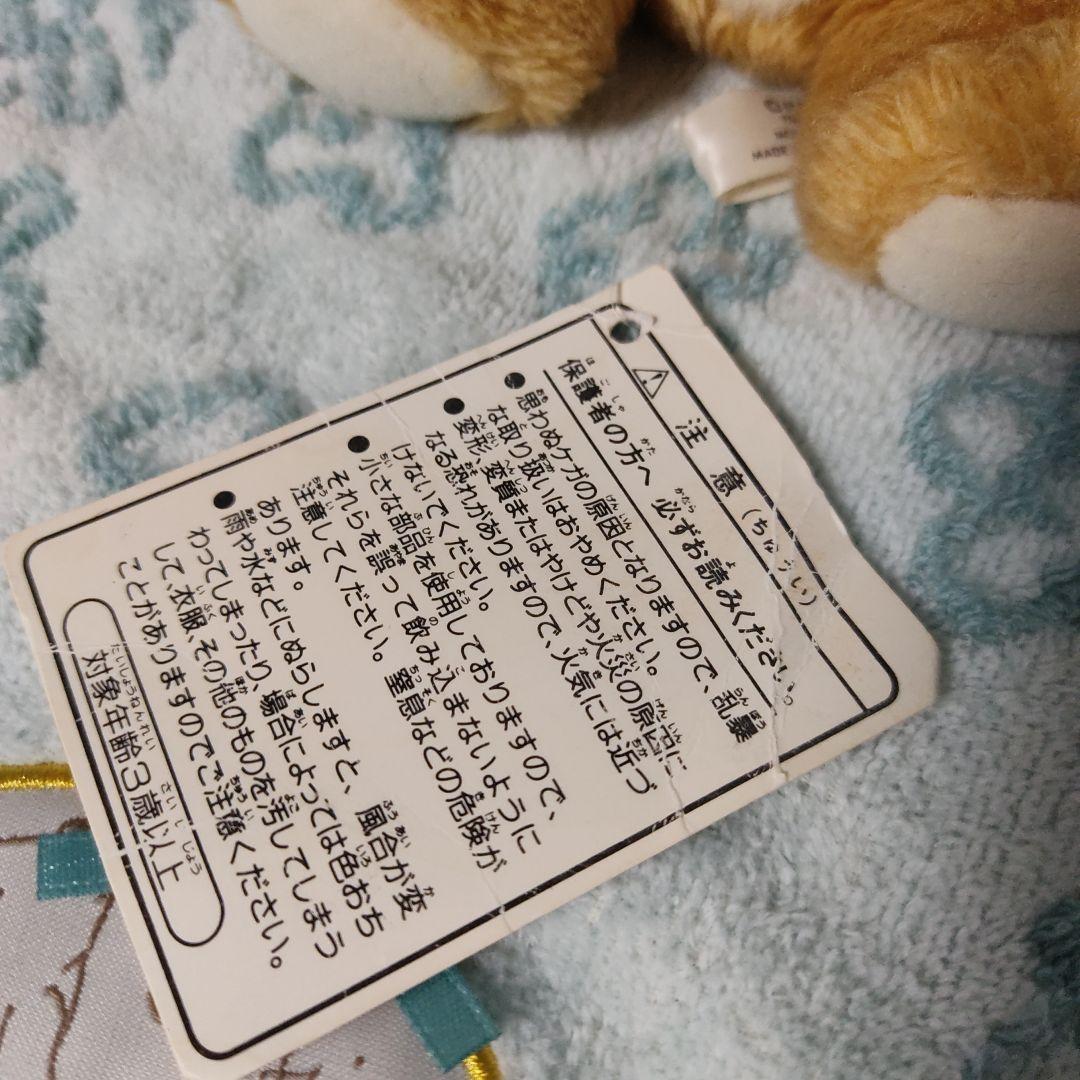 注意(ちゅうい)
保護者の方へ 必ずお読みください。
●思わぬケガの原因となりますので、乱暴
な取り扱いはおやめください。
●変形、変質またはやけどや火災の原因に
なる恐れがありますので、火気には近づ
けないでください。
●小さな部品を使用しておりますので、
それらを誤って飲み込まないように
注意してください。窒息などの危険が
あります。
●雨や水などにぬらしますと、風合が変
わってしまったり、場合によっては色おち
して、衣服、その他のものを汚してしまう
ことがありますのでご注意ください。
対象年齢3歳以上
MADE